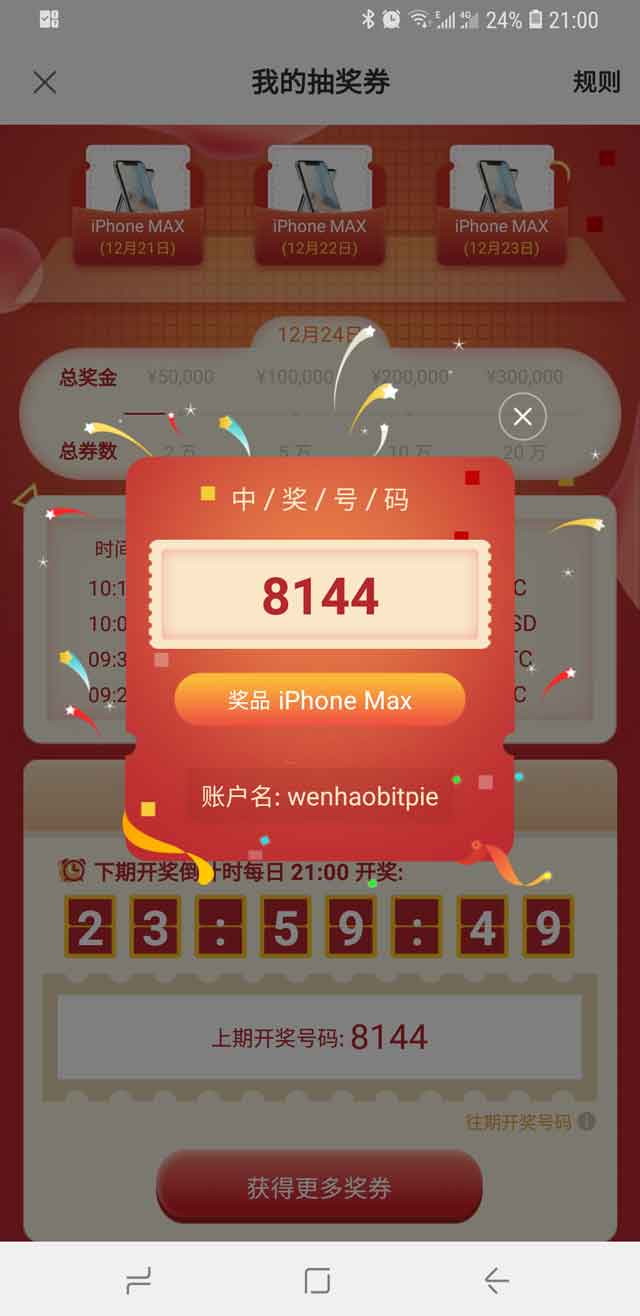 24% 21:00
我的抽奖券
规则
iPhone MAX
(12月21日)
iPhone MAX
(12月22日)
iPhone MAX
(12月23日)
12月24日
总奖金 ¥50,000 ¥100,000 ¥200,000 ¥300,000
总券数 2 万 5 万 10 万 20 万
中/奖/号/码
8144
奖品 iPhone Max
账户名: wenhaobitpie
时间
10:1
10:0
09:3
09:2
下期开奖倒计时每日 21:00 开奖:
23:59:49
上期开奖号码: 8144
往期开奖号码
获得更多奖券